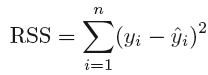 RSS = \sum_{i=1}^{n} (y_i - \hat{y}_i)^2